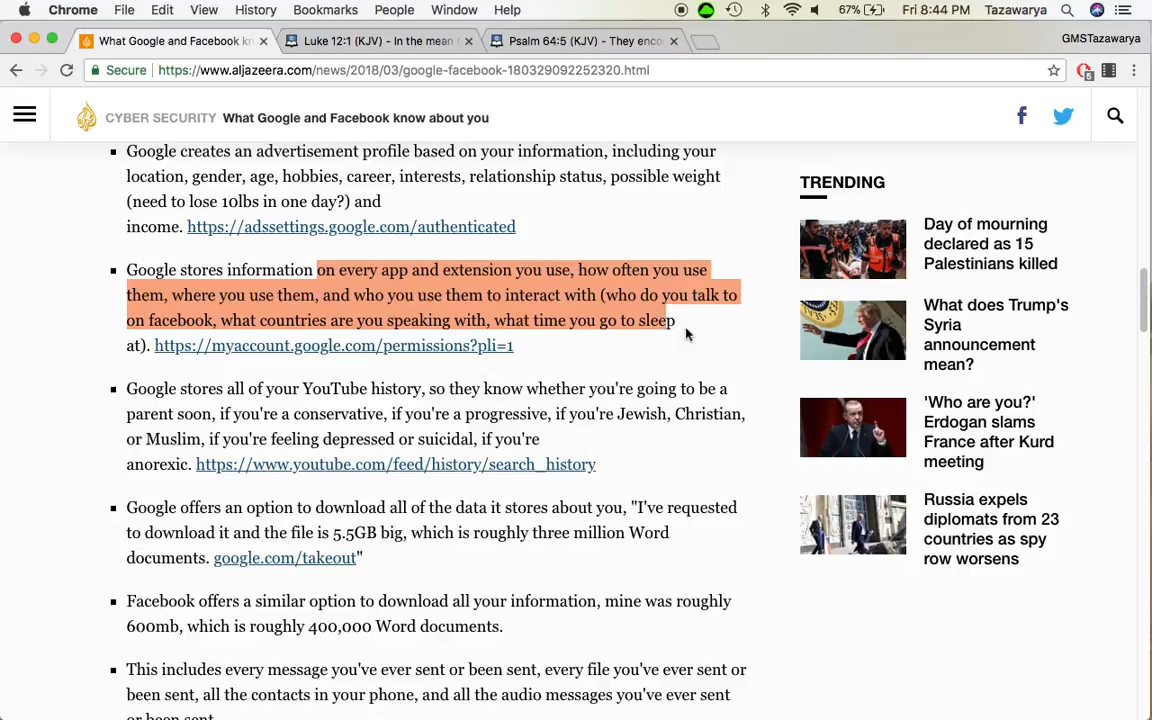 Chrome File Edit View History Bookmarks People Window Help 67% Fri 8:44 PM Tazawarya
What Google and Facebook kn × Luke 12:1 (KJV) - In the mean t × Psalm 64:5 (KJV) - They enco × GMSTazawarya
Secure https://www.aljazeera.com/news/2018/03/google-facebook-180329092252320.html
CYBER SECURITY What Google and Facebook know about you
Google creates an advertisement profile based on your information, including your
location, gender, age, hobbies, career, interests, relationship status, possible weight
(need to lose 10lbs in one day?) and
income. https://adssettings.google.com/authenticated
Google stores information on every app and extension you use, how often you use
them, where you use them, and who you use them to interact with (who do you talk to
on facebook, what countries are you speaking with, what time you go to sleep
at). https://myaccount.google.com/permissions?pli=1
Google stores all of your YouTube history, so they know whether you're going to be a
parent soon, if you're a conservative, if you're a progressive, if you're Jewish, Christian,
or Muslim, if you're feeling depressed or suicidal, if you're
anorexic. https://www.youtube.com/feed/history/search_history
Google offers an option to download all of the data it stores about you, "I've requested
to download it and the file is 5.5GB big, which is roughly three million Word
documents. google.com/takeout"
Facebook offers a similar option to download all your information, mine was roughly
600mb, which is roughly 400,000 Word documents.
This includes every message you've ever sent or been sent, every file you've ever sent or
been sent, all the contacts in your phone, and all the audio messages you've ever sent
or been sent
TRENDING
Day of mourning
declared as 15
Palestinians killed
What does Trump's
Syria
announcement
mean?
'Who are you?'
Erdogan slams
France after Kurd
meeting
Russia expels
diplomats from 23
countries as spy
row worsens